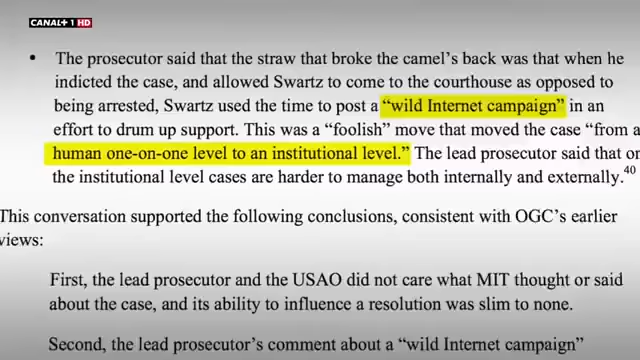 CANAL+ 1 HD
• The prosecutor said that the straw that broke the camel’s back was that when he
indicted the case, and allowed Swartz to come to the courthouse as opposed to
being arrested, Swartz used the time to post a “wild Internet campaign” in an
effort to drum up support. This was a “foolish” move that moved the case “from a
human one-on-one level to an institutional level.” The lead prosecutor said that on
the institutional level cases are harder to manage both internally and externally.40
This conversation supported the following conclusions, consistent with OGC’s earlier
views:
First, the lead prosecutor and the USAO did not care what MIT thought or said
about the case, and its ability to influence a resolution was slim to none.
Second, the lead prosecutor’s comment about a “wild Internet campaign”